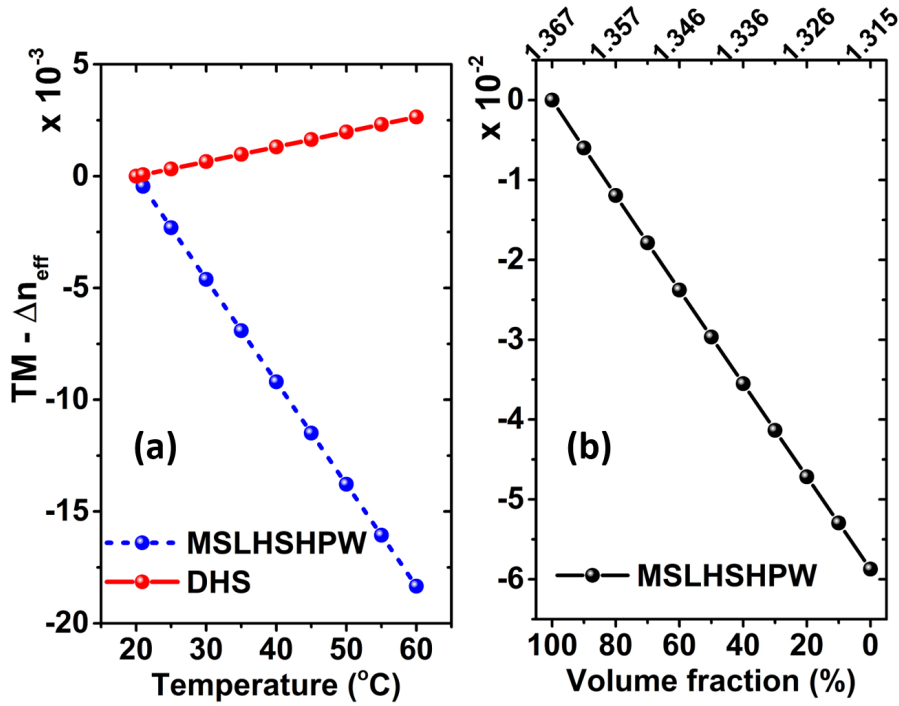 x 10⁻³
TM - Δn_eff
5
0
-5
-10
-15
-20
(a)
MSLHSHPW
DHS
20 30 40 50 60
Temperature (°C)
1.367 1.357 1.346 1.336 1.326 1.315
x 10⁻²
0
-1
-2
-3
-4
-5
-6
(b)
MSLHSHPW
100 80 60 40 20 0
Volume fraction (%)